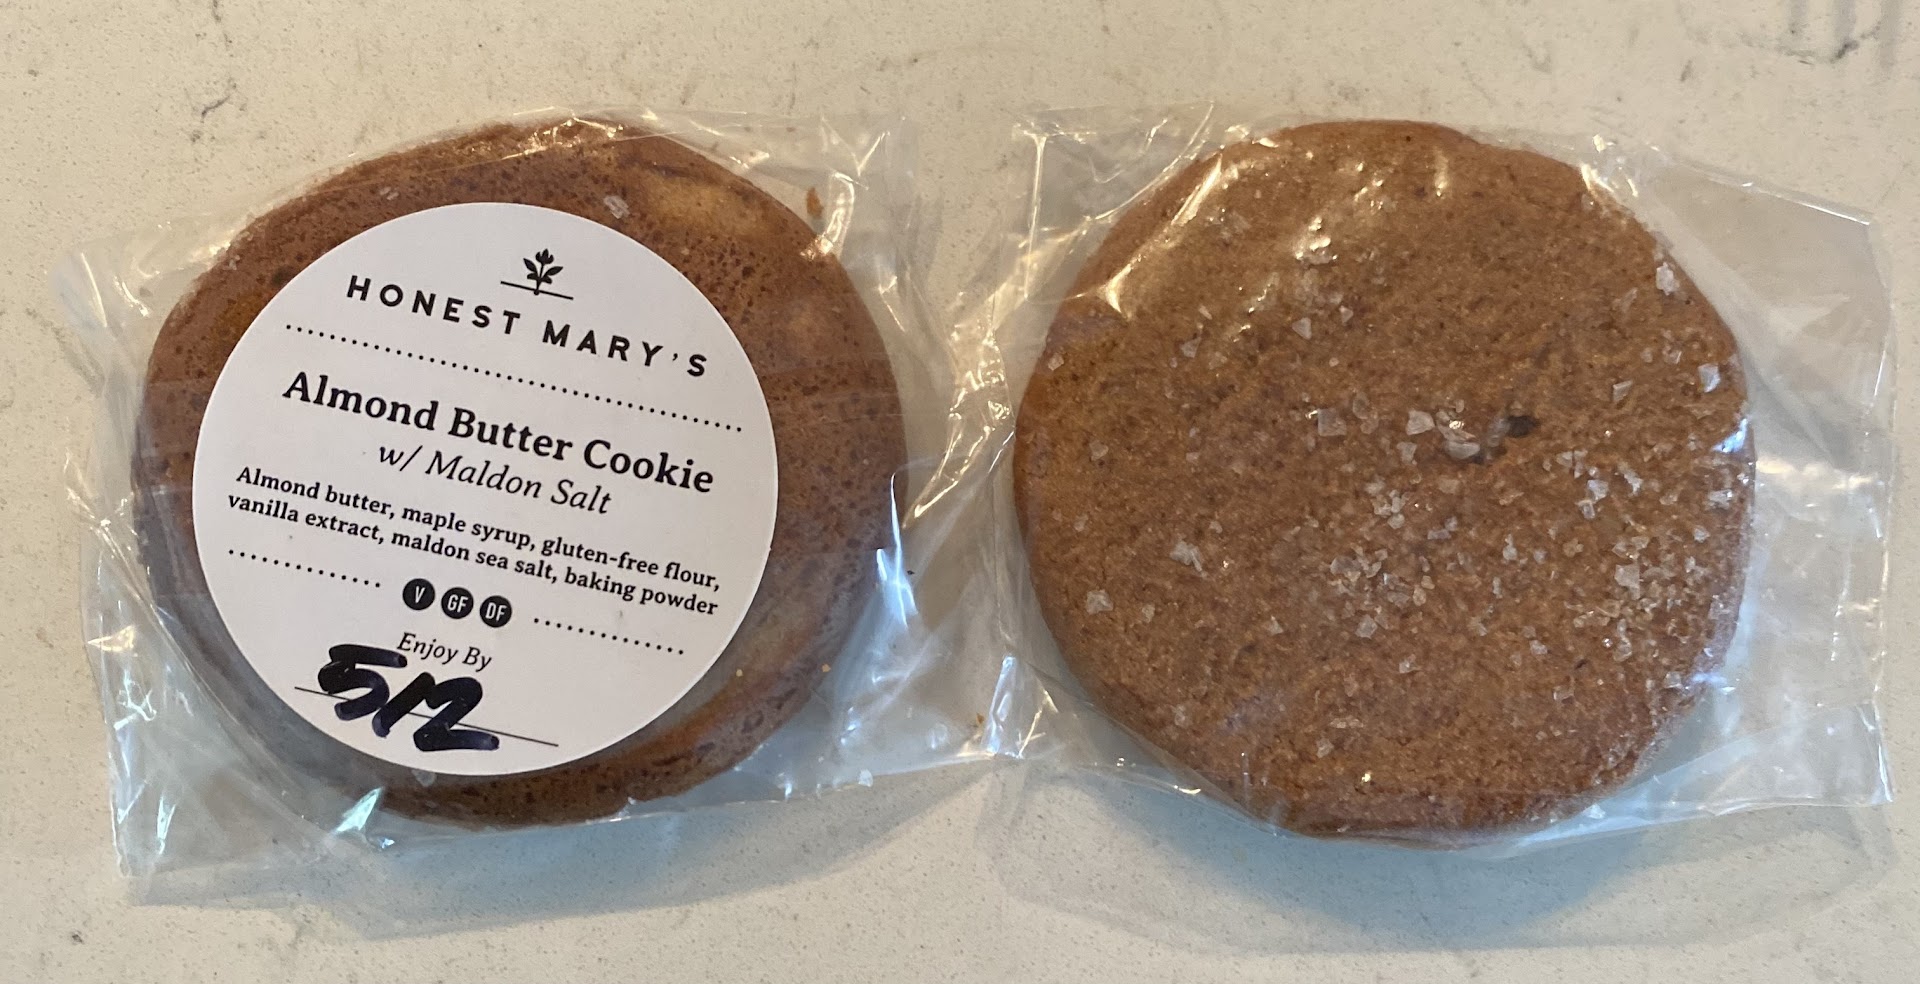 HONEST MARY'S
Almond Butter Cookie
w/ Maldon Salt
Almond butter, maple syrup, gluten-free flour,
vanilla extract, maldon sea salt, baking powder
V GF DF
Enjoy By
5/12